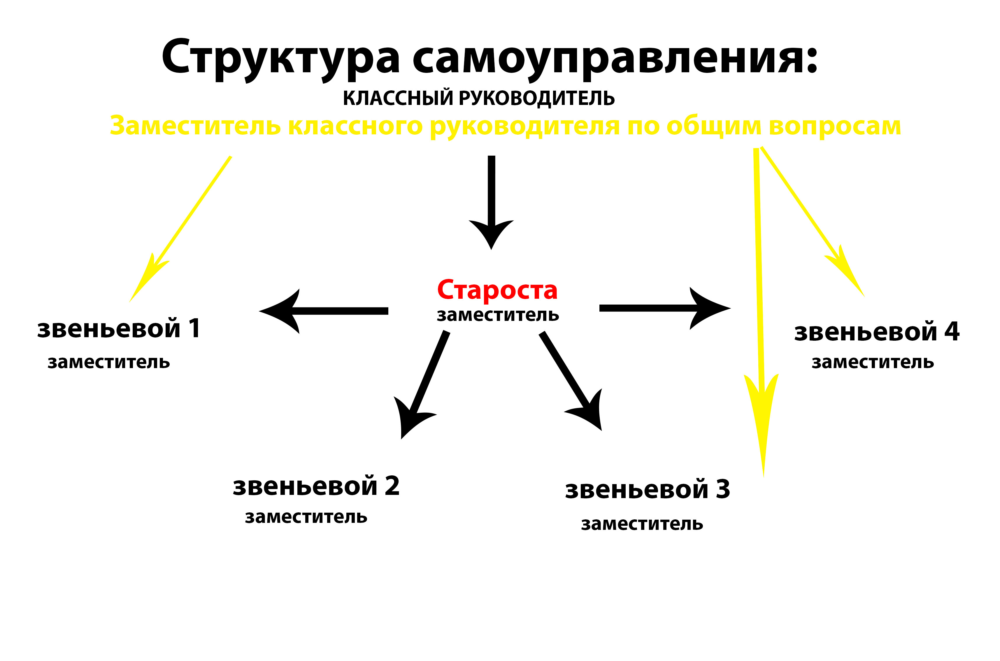 Структура самоуправления:
КЛАССНЫЙ РУКОВОДИТЕЛЬ
Заместитель классного руководителя по общим вопросам
Староста
заместитель
звеньевой 1
заместитель
звеньевой 4
заместитель
звеньевой 2
заместитель
звеньевой 3
заместитель